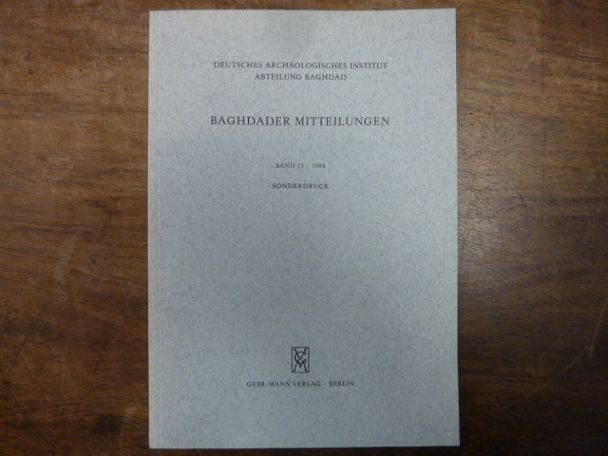 DEUTSCHES ARCHÄOLOGISCHES INSTITUT
ABTEILUNG BAGHDAD
BAGHDADER MITTEILUNGEN
BAND 15 - 1984
SONDERDRUCK
GEBR. MANN VERLAG · BERLIN